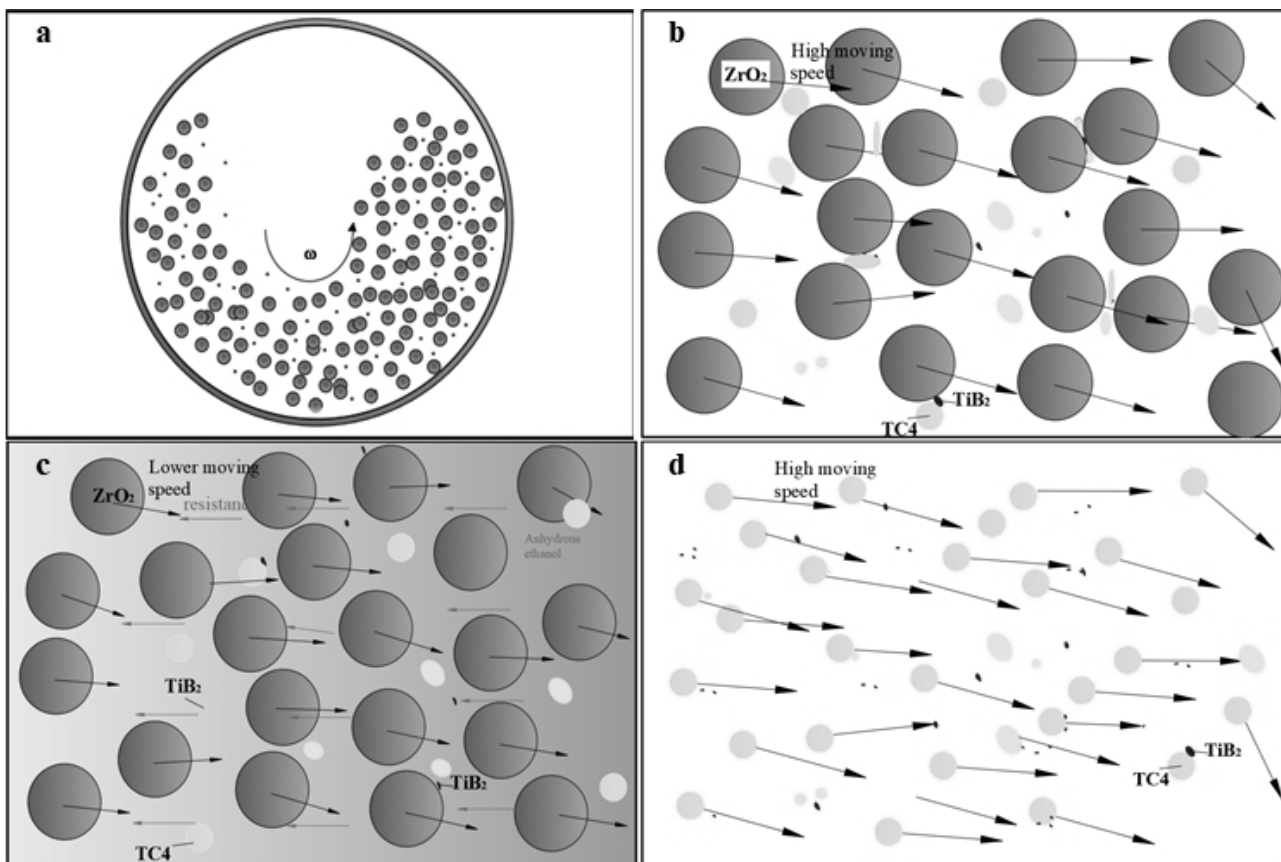 a
ω
b
High moving
speed
ZrO₂
TiB₂
TC4
c
Lower moving
speed
ZrO₂
resistanc
Anhydrous
ethanol
TiB₂
TiB₂
TC4
d
High moving
speed
TiB₂
TC4